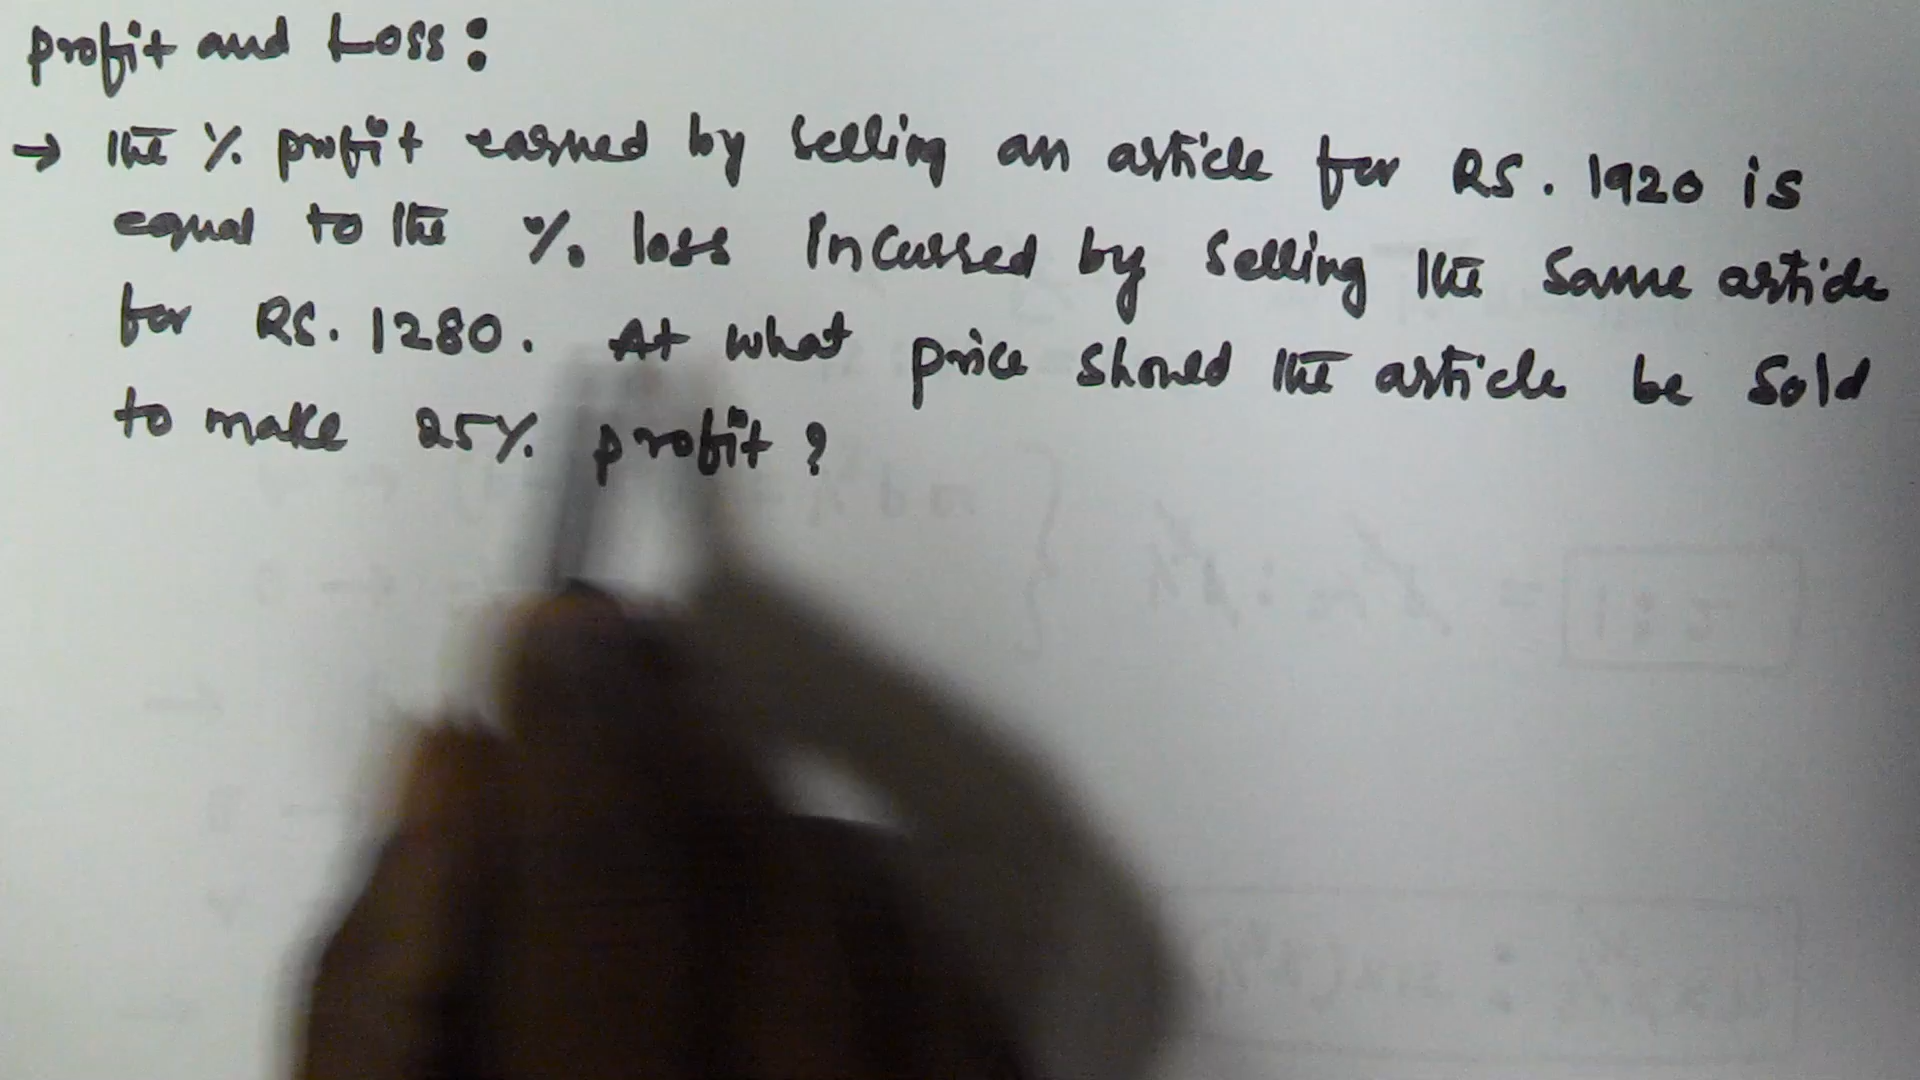 Profit and Loss:
→ The % profit earned by selling an article for RS. 1920 is
equal to the % loss Incurred by Selling the Same article
for RS. 1280. At what price should the article be Sold
to make 25% profit?